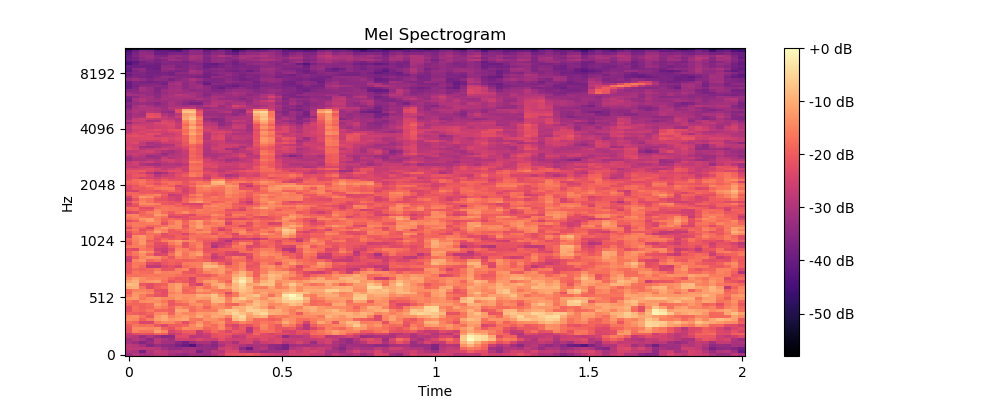 Mel Spectrogram
8192
4096
2048
1024
512
0
Hz
0
0.5
1
1.5
2
Time
+0 dB
-10 dB
-20 dB
-30 dB
-40 dB
-50 dB